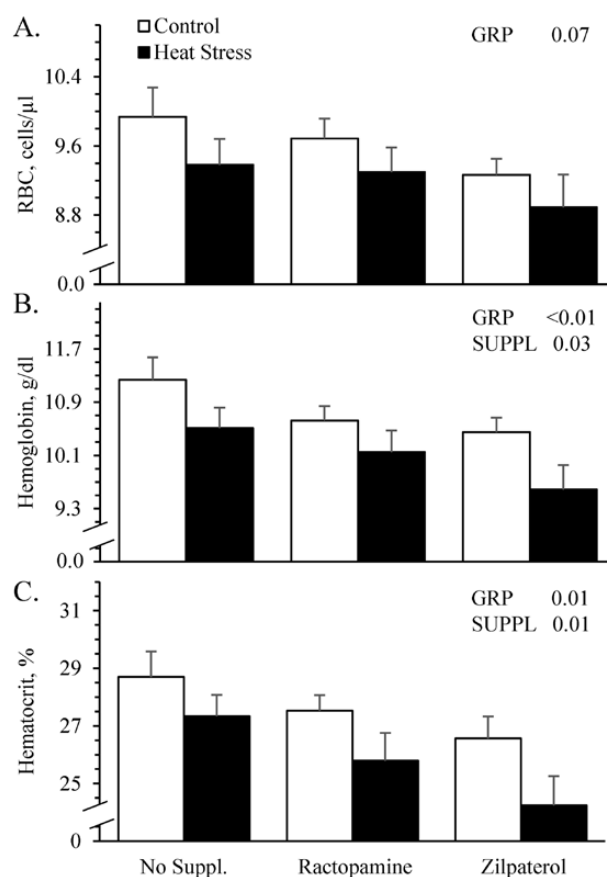 A.
Control
Heat Stress
GRP 0.07
RBC, cells/µl
10.4
9.6
8.8
0.0
B.
GRP <0.01
SUPPL 0.03
Hemoglobin, g/dl
11.7
10.9
10.1
9.3
0.0
C.
GRP 0.01
SUPPL 0.01
Hematocrit, %
31
29
27
25
0
No Suppl. Ractopamine Zilpaterol